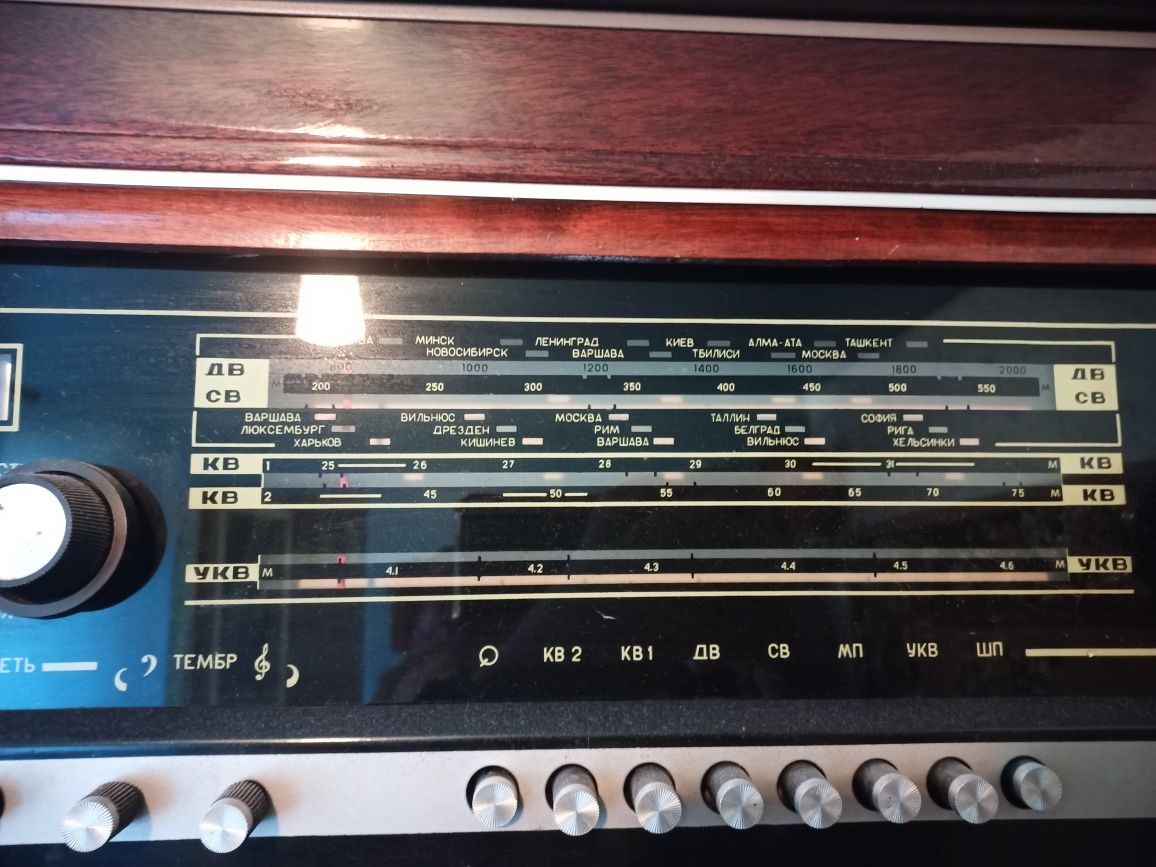 МИНСК ЛЕНИНГРАД КИЕВ АЛМА-АТА ТАШКЕНТ
НОВОСИБИРСК ВАРШАВА ТБИЛИСИ МОСКВА
ДВ 800 1000 1200 1400 1600 1800 2000 ДВ
СВ М 200 250 300 350 400 450 500 550 М СВ
ВАРШАВА ВИЛЬНЮС МОСКВА ТАЛЛИН СОФИЯ
ЛЮКСЕМБУРГ ДРЕЗДЕН РИМ БЕЛГРАД РИГА
ХАРЬКОВ КИШИНЕВ ВАРШАВА ВИЛЬНЮС ХЕЛЬСИНКИ
КВ 1 25 26 27 28 29 30 31 М КВ
КВ 2 45 50 55 60 65 70 75 М КВ
УКВ М 4.1 4.2 4.3 4.4 4.5 4.6 М УКВ
ТЕМБР КВ 2 КВ 1 ДВ СВ МП УКВ ШП